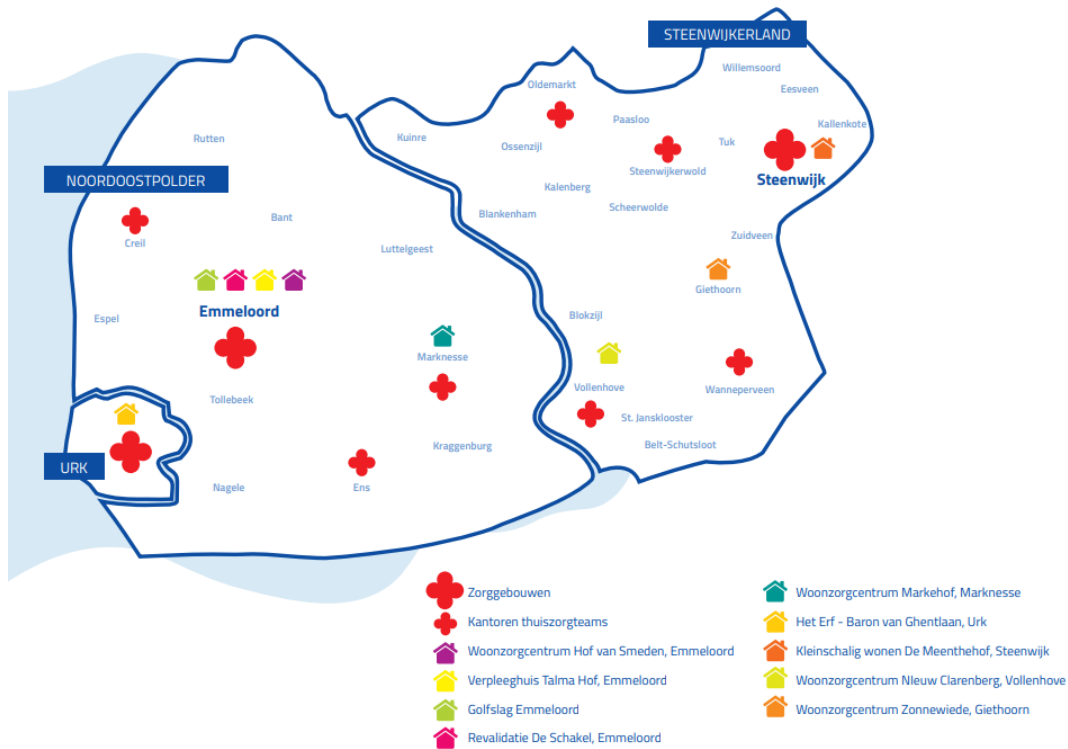 STEENWIJKERLAND
Willemsoord
Oldemarkt
Eesveen
Paasloo
Kallenkote
Rutten
Kuinre
Ossenzijl
Tuk
Steenwijkerwold
Steenwijk
NOORDOOSTPOLDER
Kalenberg
Scheerwolde
Blankenham
Bant
Creil
Zuidveen
Luttelgeest
Giethoorn
Emmeloord
Espel
Blokzijl
Marknesse
Vollenhove
Wanneperveen
Tollebeek
St. Jansklooster
Kraggenburg
Belt-Schutsloot
URK
Nagele
Ens
Zorggebouwen
Kantoren thuiszorgteams
Woonzorgcentrum Hof van Smeden, Emmeloord
Verpleeghuis Talma Hof, Emmeloord
Golfslag Emmeloord
Revalidatie De Schakel, Emmeloord
Woonzorgcentrum Markehof, Marknesse
Het Erf - Baron van Ghentlaan, Urk
Kleinschalig wonen De Meenthehof, Steenwijk
Woonzorgcentrum NIeuw Clarenberg, Vollenhove
Woonzorgcentrum Zonnewiede, Giethoorn